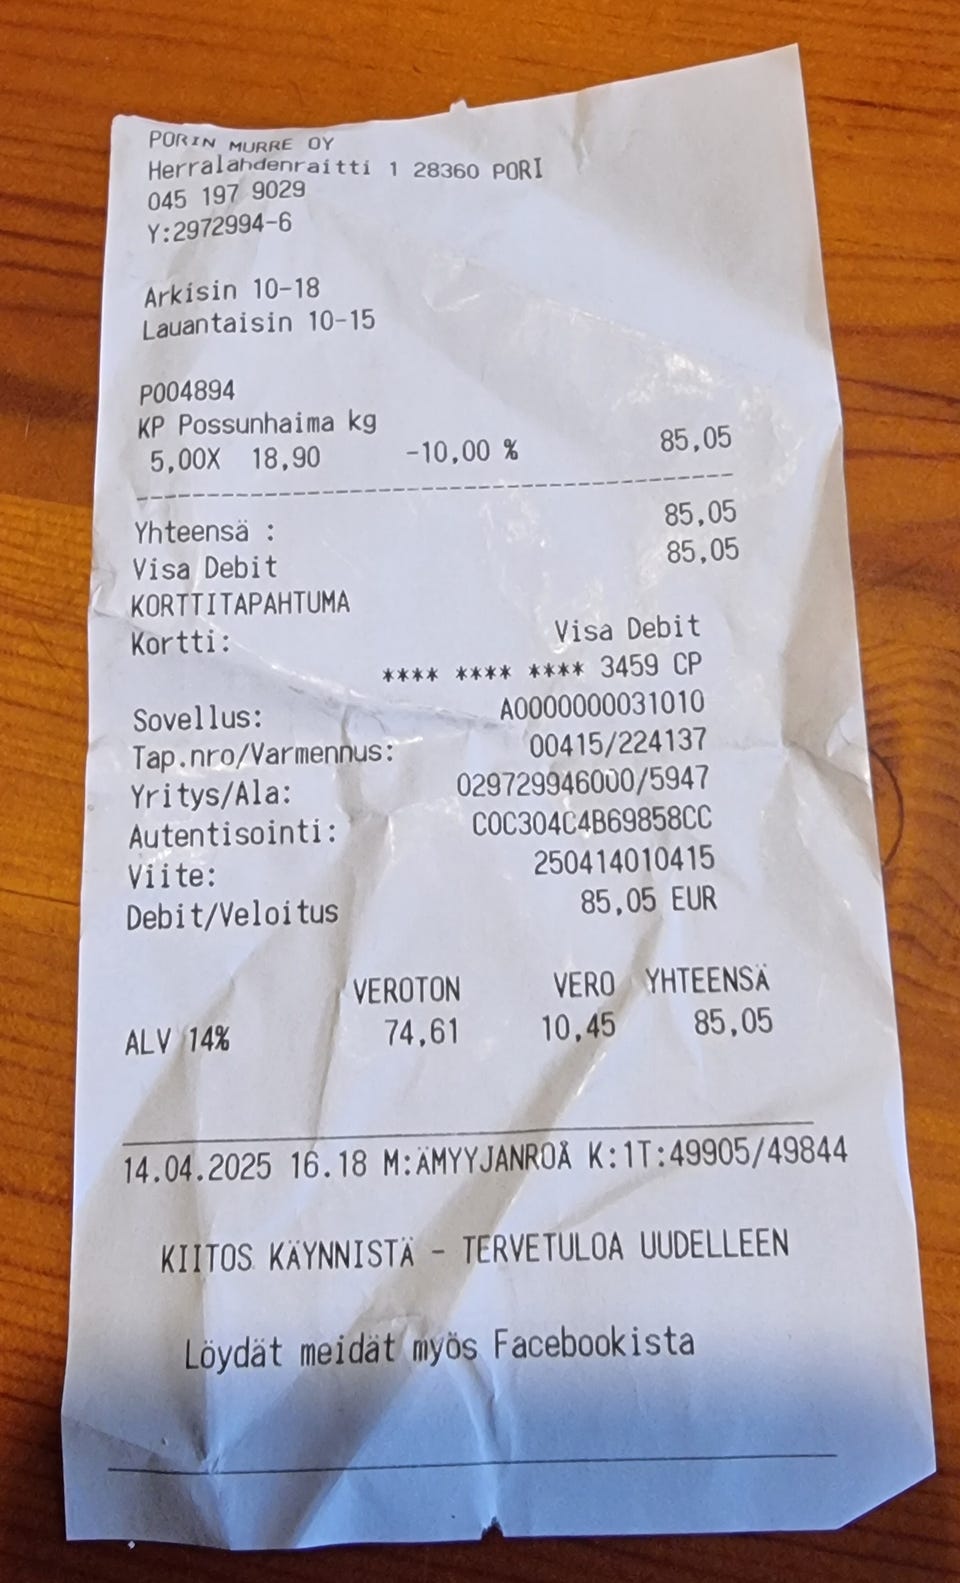 PORIN MURRE OY
Herralahdenraitti 1 28360 PORI
045 197 9029
Y:2972994-6
Arkisin 10-18
Lauantaisin 10-15
P004894
KP Possunhaima kg
5,00X 18,90 -10,00 % 85,05
Yhteensä : 85,05
Visa Debit 85,05
KORTTITAPAHTUMA
Kortti: Visa Debit
**** **** **** 3459 CP
Sovellus: A0000000031010
Tap.nro/Varmennus: 00415/224137
Yritys/Ala: 029729946000/5947
Autentisointi: C0C304C4B69858CC
Viite: 250414010415
Debit/Veloitus 85,05 EUR
VEROTON VERO YHTEENSÄ
ALV 14% 74,61 10,45 85,05
14.04.2025 16.18 M:ÄMYYJANROÅ K:1T:49905/49844
KIITOS KÄYNNISTÄ - TERVETULOA UUDELLEEN
Löydät meidät myös Facebookista